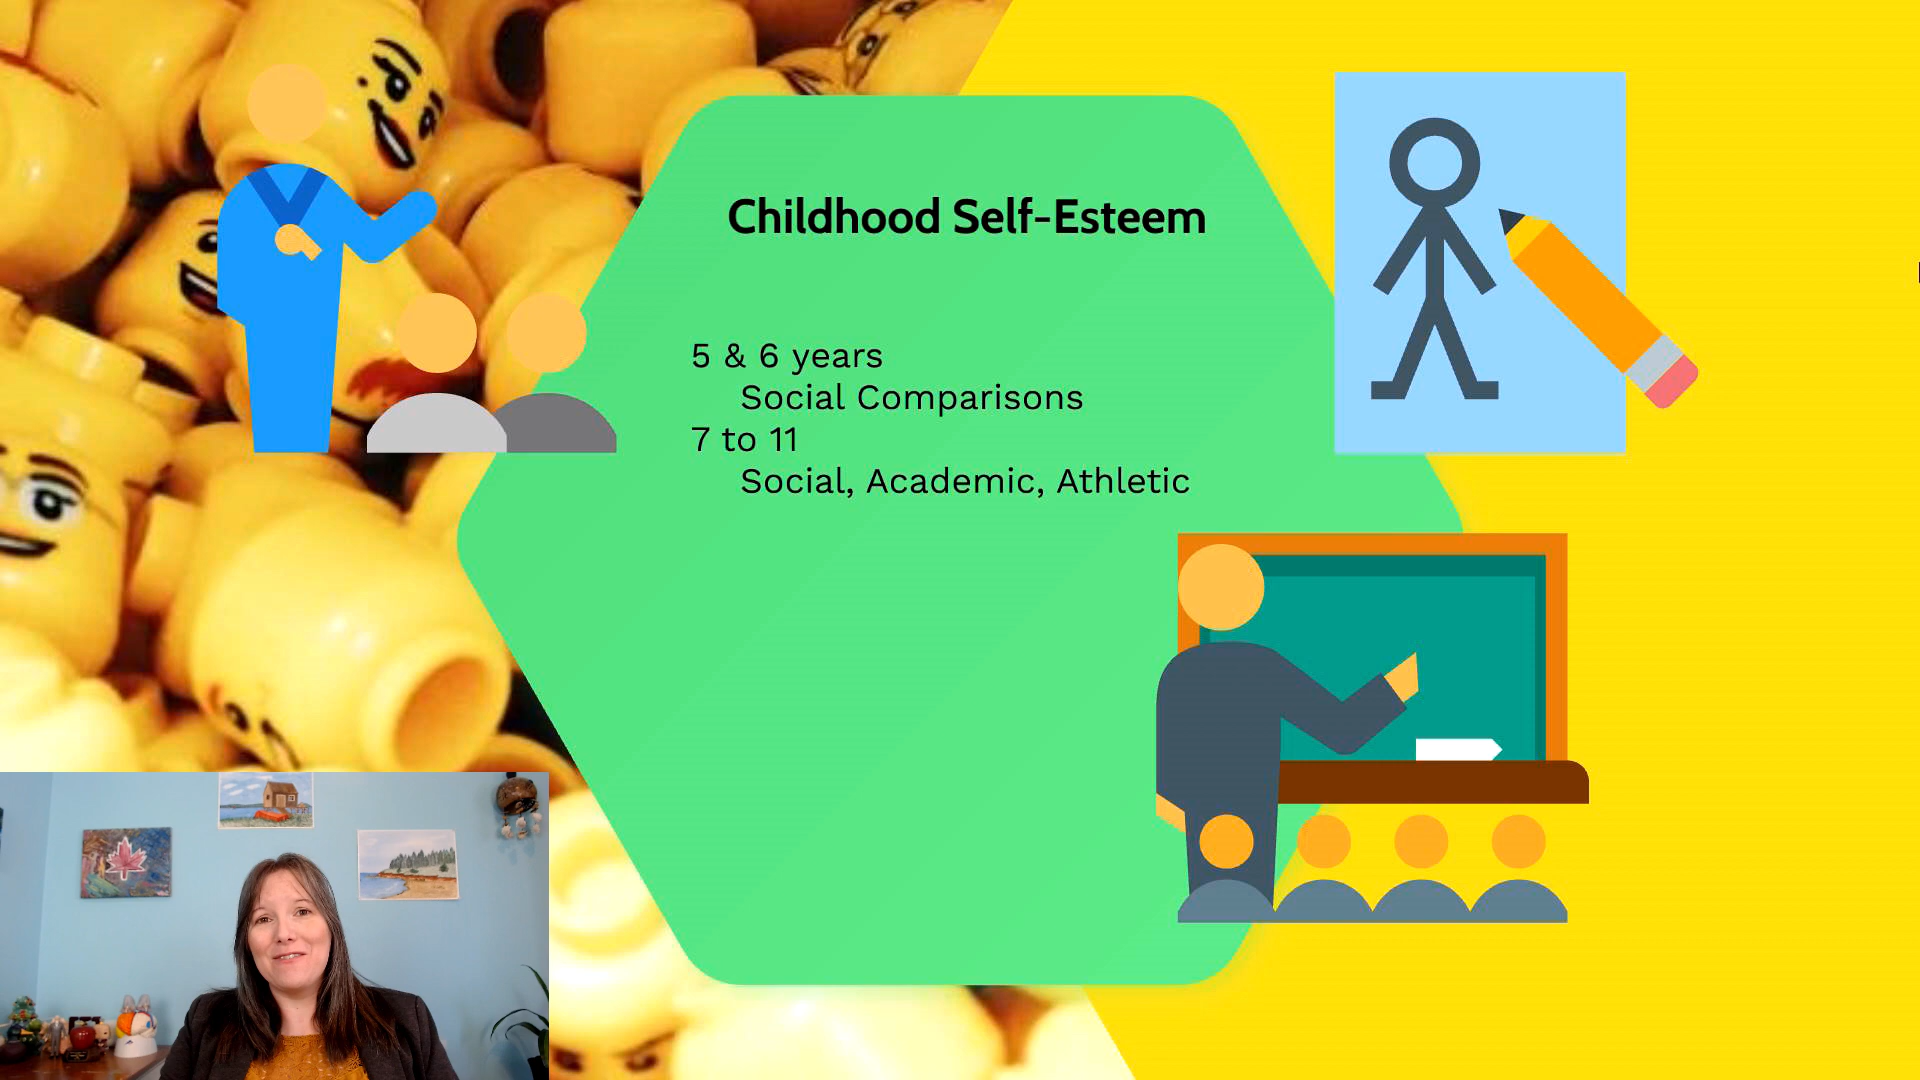 Childhood Self-Esteem
5 & 6 years
Social Comparisons
7 to 11
Social, Academic, Athletic